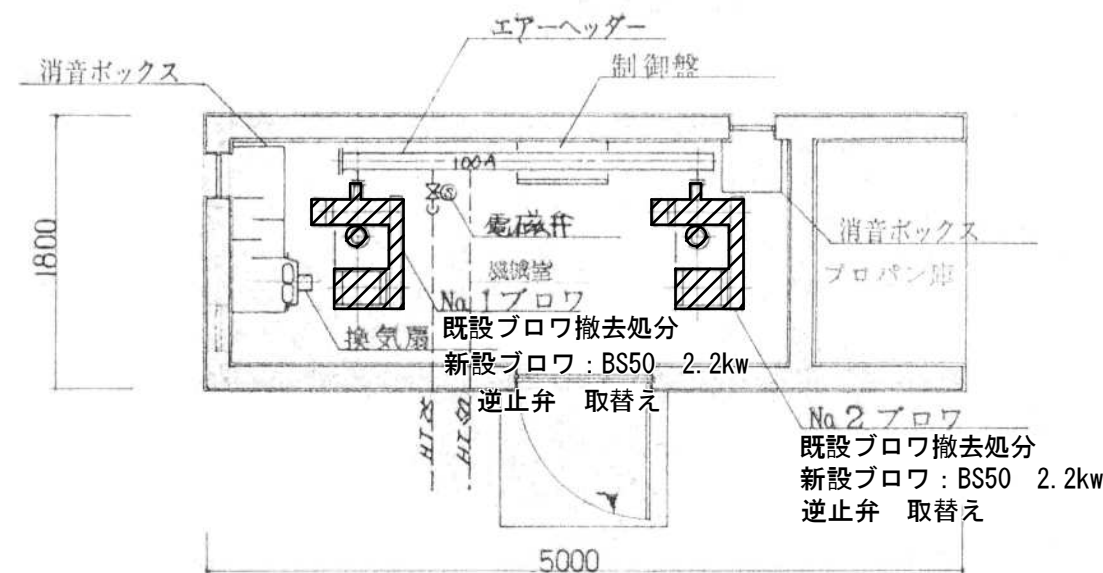 エアーヘッダー
消音ボックス
制御盤
100A
S
電磁弁
消音ボックス
機械室
プロパン庫
1800
No1ブロワ
換気扇
既設ブロワ撤去処分
新設ブロワ：BS50　2.2kw
逆止弁　取替え
No2ブロワ
既設ブロワ撤去処分
新設ブロワ：BS50　2.2kw
逆止弁　取替え
5000